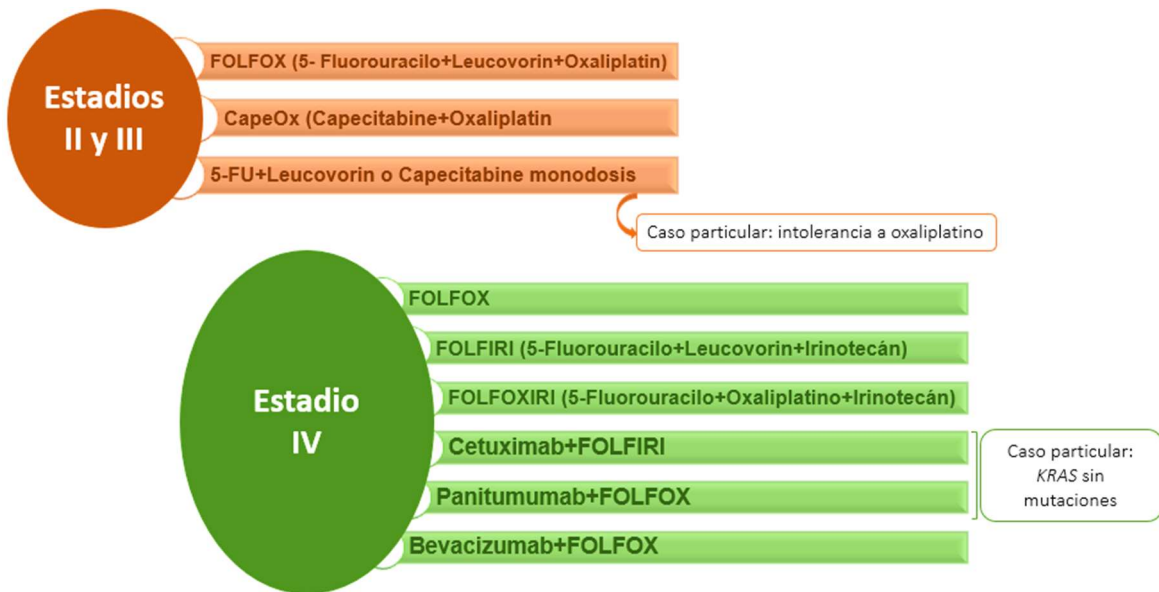 Estadios
II y III
FOLFOX (5- Fluorouracilo+Leucovorin+Oxaliplatin)
CapeOx (Capecitabine+Oxaliplatin
5-FU+Leucovorin o Capecitabine monodosis
Caso particular: intolerancia a oxaliplatino
Estadio
IV
FOLFOX
FOLFIRI (5-Fluorouracilo+Leucovorin+Irinotecán)
FOLFOXIRI (5-Fluorouracilo+Oxaliplatino+Irinotecán)
Cetuximab+FOLFIRI
Panitumumab+FOLFOX
Bevacizumab+FOLFOX
Caso particular:
KRAS sin
mutaciones